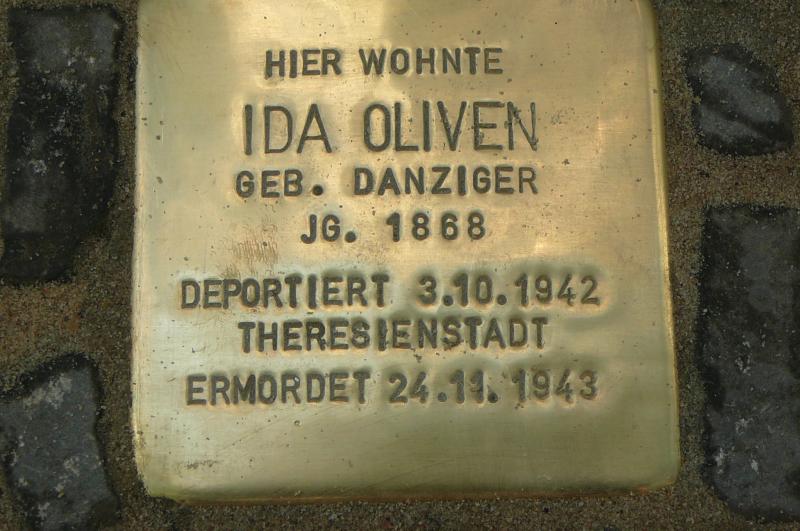 HIER WOHNTE
IDA OLIVEN
GEB. DANZIGER
JG. 1868
DEPORTIERT 3.10.1942
THERESIENSTADT
ERMORDET 24.11.1943